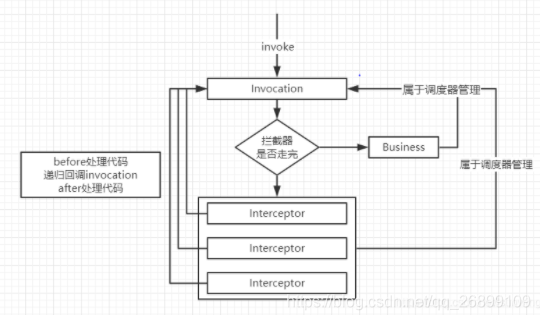 invoke
Invocation
属于调度器管理
拦截器
是否走完
Business
before处理代码
递归回调invocation
after处理代码
属于调度器管理
Interceptor
Interceptor
Interceptor
https://blog.csdn.net/qq_26899109